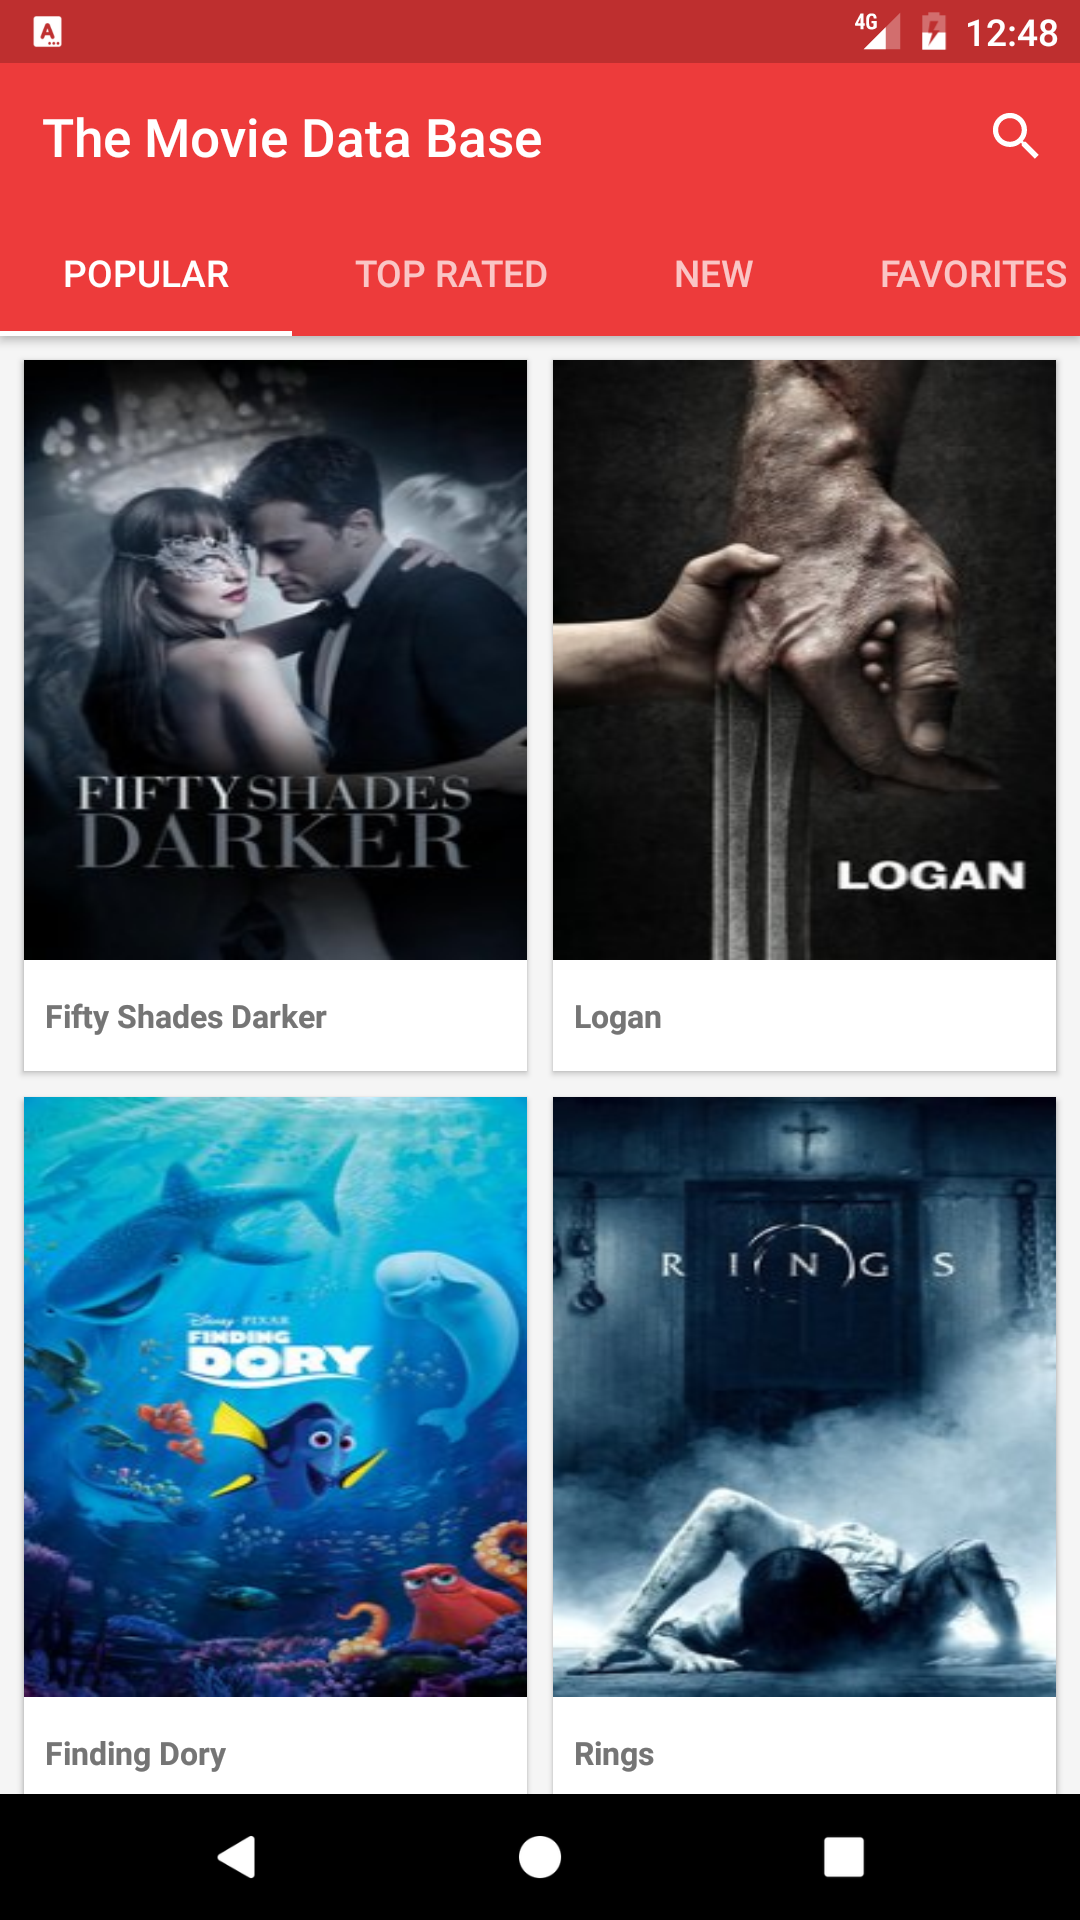 4G
12:48
The Movie Data Base
POPULAR
TOP RATED
NEW
FAVORITES
FIFTY SHADES
DARKER
LOGAN
Fifty Shades Darker
Logan
Disney · PIXAR
FINDING
DORY
RINGS
Finding Dory
Rings